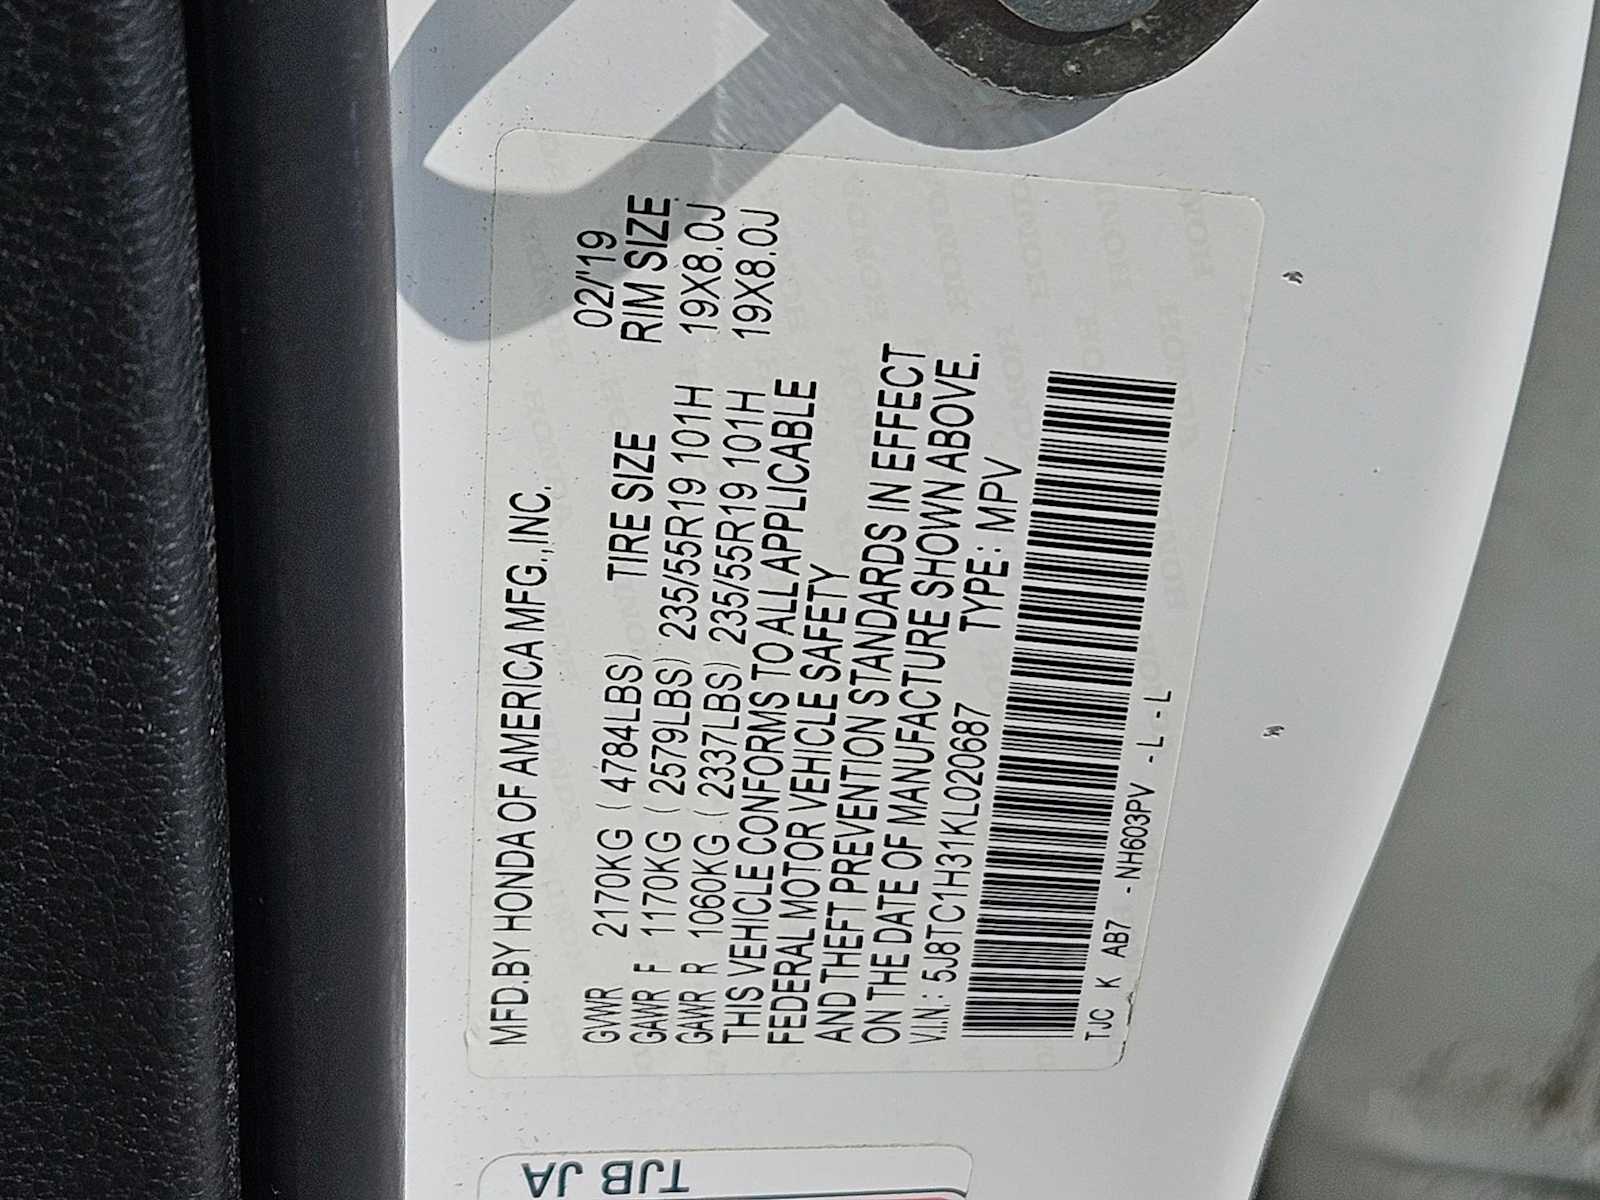 MFD.BY HONDA OF AMERICA MFG.,INC.
02/'19
GVWR 2170KG ( 4784LBS) TIRE SIZE RIM SIZE
GAWR F 1170KG ( 2579LBS) 235/55R19 101H 19X8.0J
GAWR R 1060KG ( 2337LBS) 235/55R19 101H 19X8.0J
THIS VEHICLE CONFORMS TO ALL APPLICABLE
FEDERAL MOTOR VEHICLE SAFETY
AND THEFT PREVENTION STANDARDS IN EFFECT
ON THE DATE OF MANUFACTURE SHOWN ABOVE.
V.I.N.: 5J8TC1H31KL020687 TYPE: MPV
TJC K AB7 - NH603PV - L - L
TJB JA